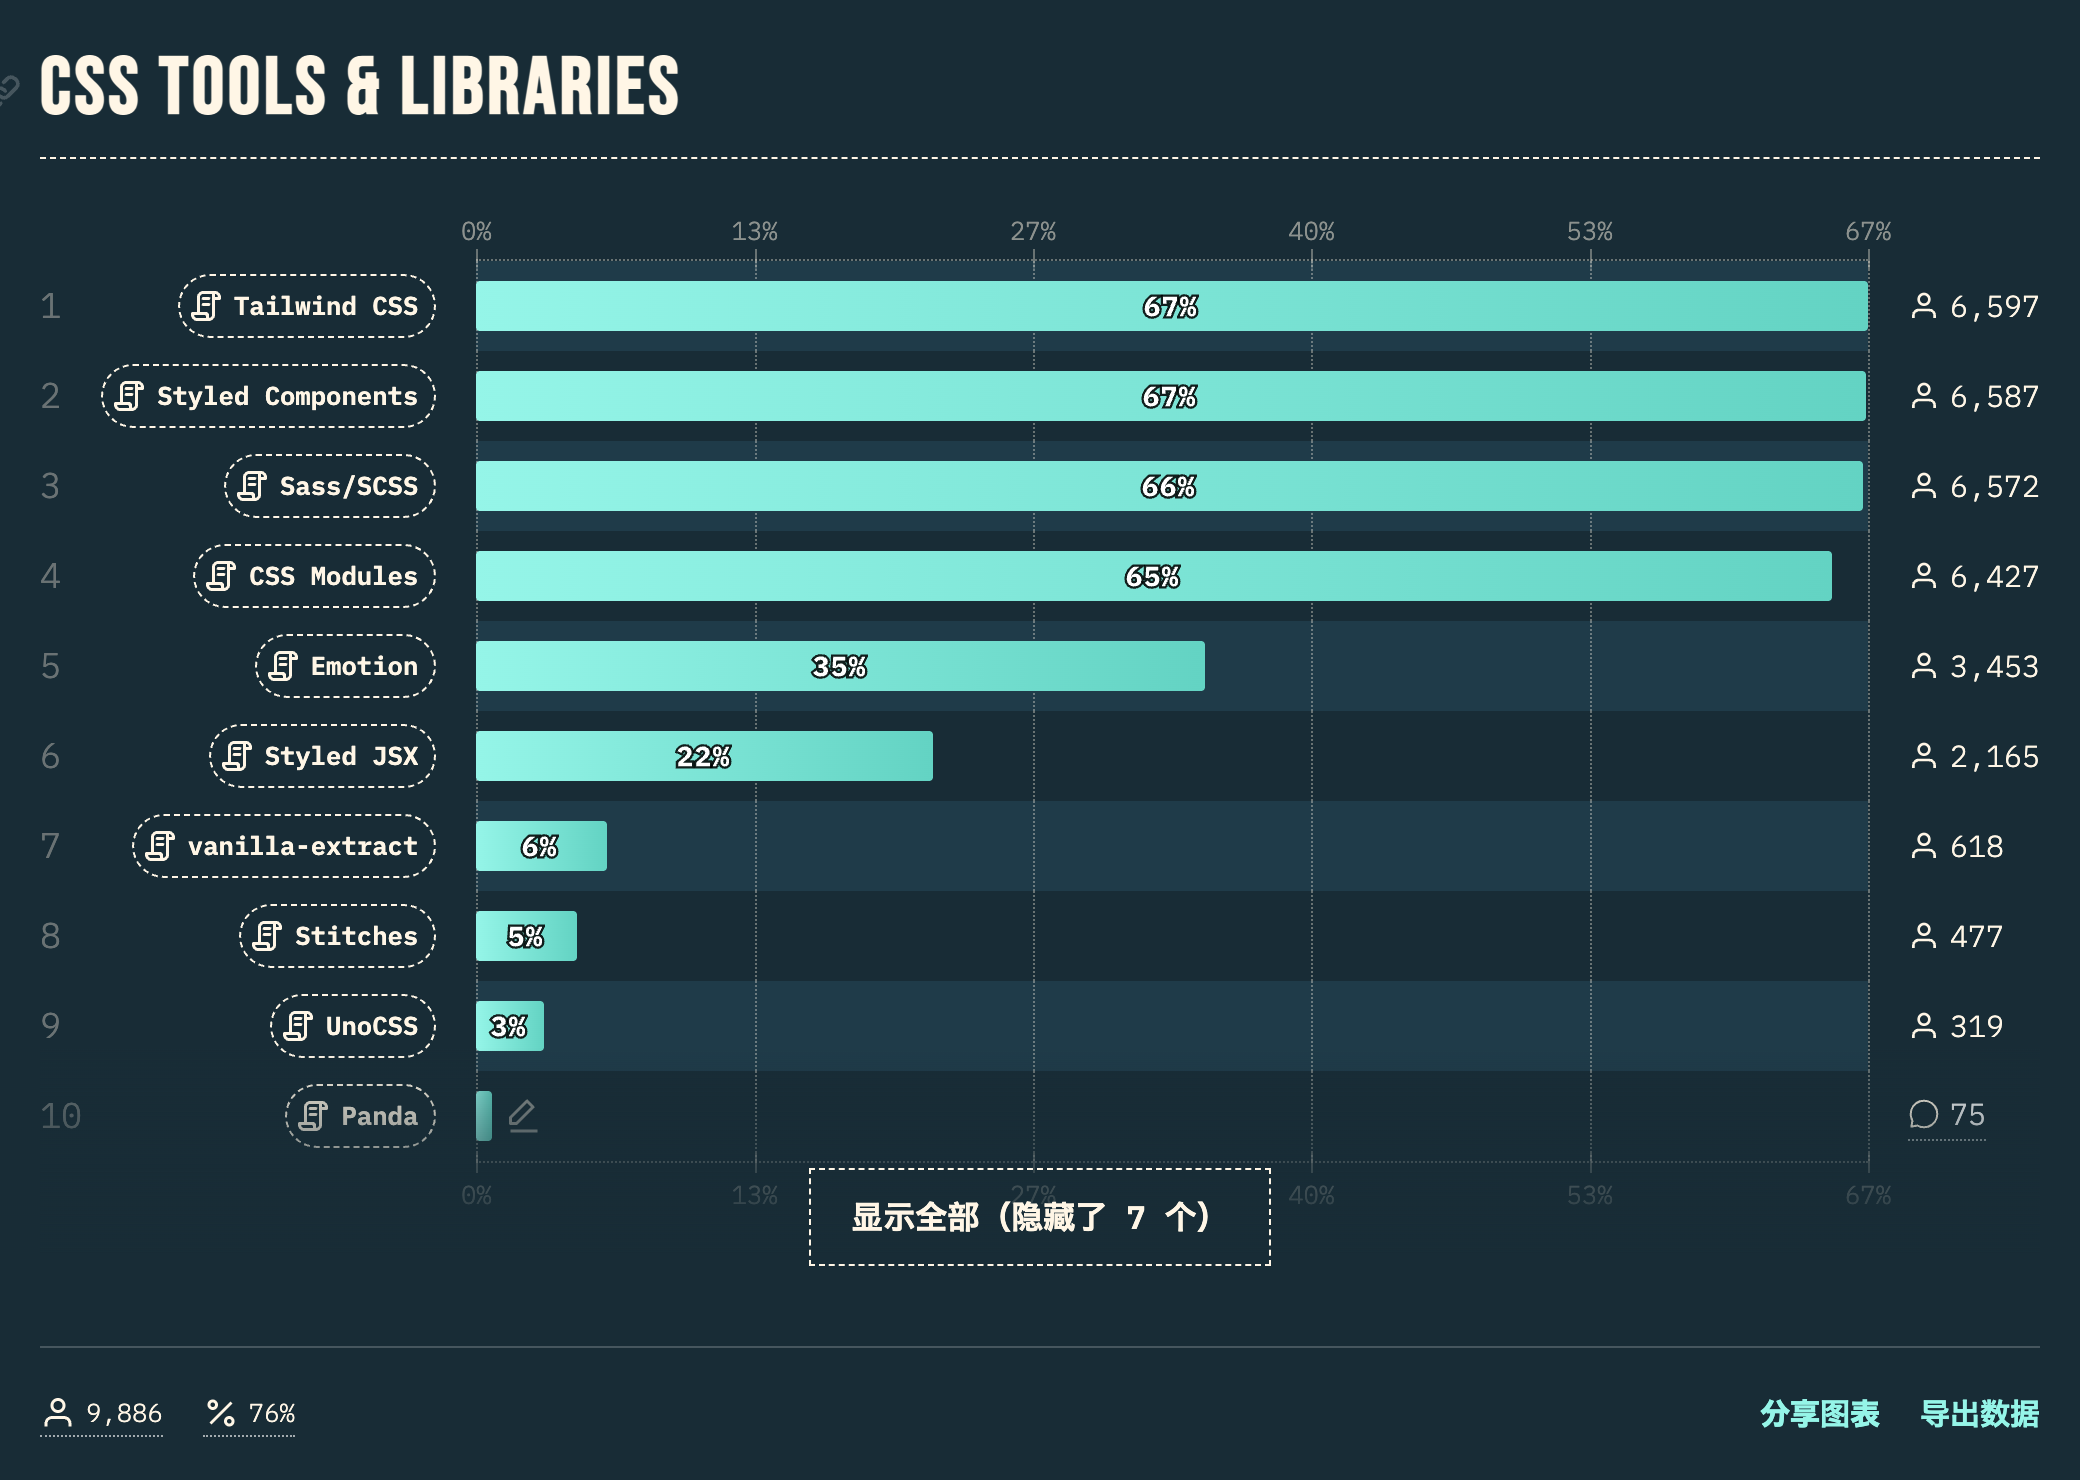 CSS TOOLS & LIBRARIES
0% 13% 27% 40% 53% 67%
1 Tailwind CSS 67% 6,597
2 Styled Components 67% 6,587
3 Sass/SCSS 66% 6,572
4 CSS Modules 65% 6,427
5 Emotion 35% 3,453
6 Styled JSX 22% 2,165
7 vanilla-extract 6% 618
8 Stitches 5% 477
9 UnoCSS 3% 319
10 Panda 75
0% 13% 27% 40% 53% 67%
显示全部（隐藏了 7 个）
9,886 76% 分享图表 导出数据